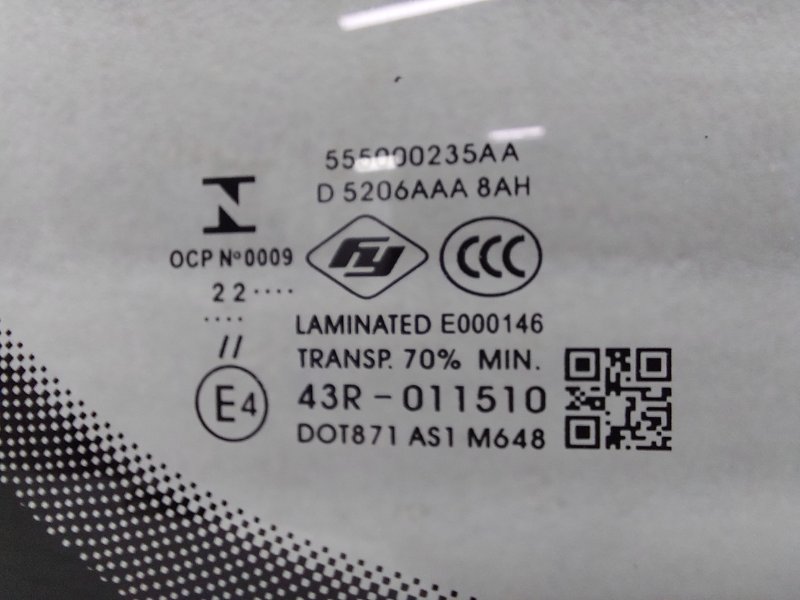 555000235AA
D 5206AAA 8AH
OCP Nº0009
FY
CCC
22····
····
//
LAMINATED E000146
TRANSP. 70% MIN.
E4
43R - 011510
DOT871 AS1 M648